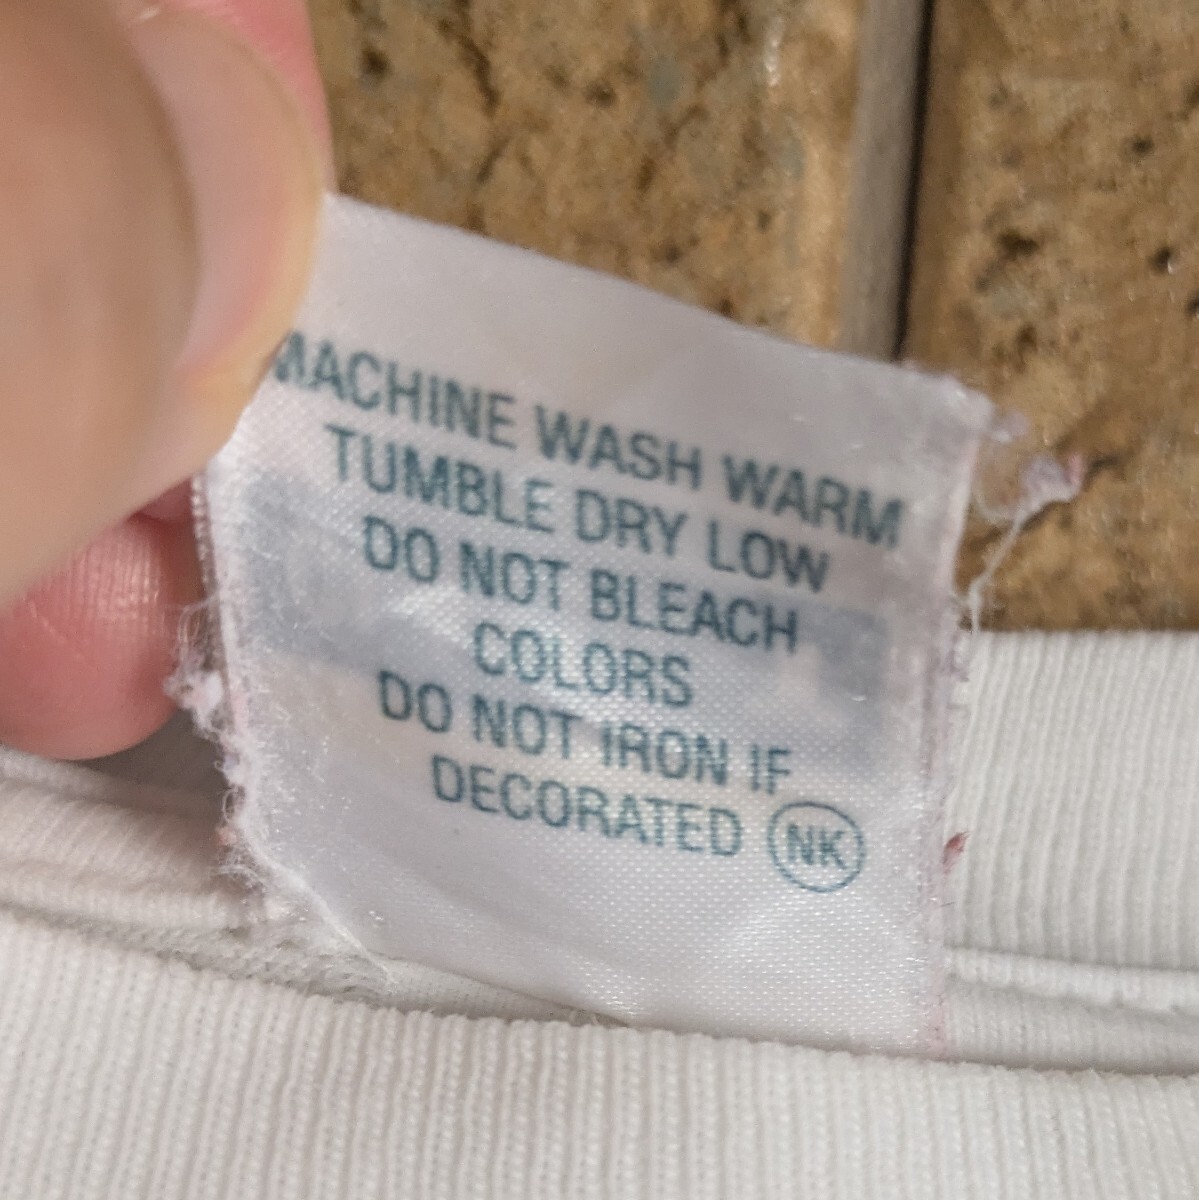 MACHINE WASH WARM
TUMBLE DRY LOW
DO NOT BLEACH
COLORS
DO NOT IRON IF
DECORATED NK